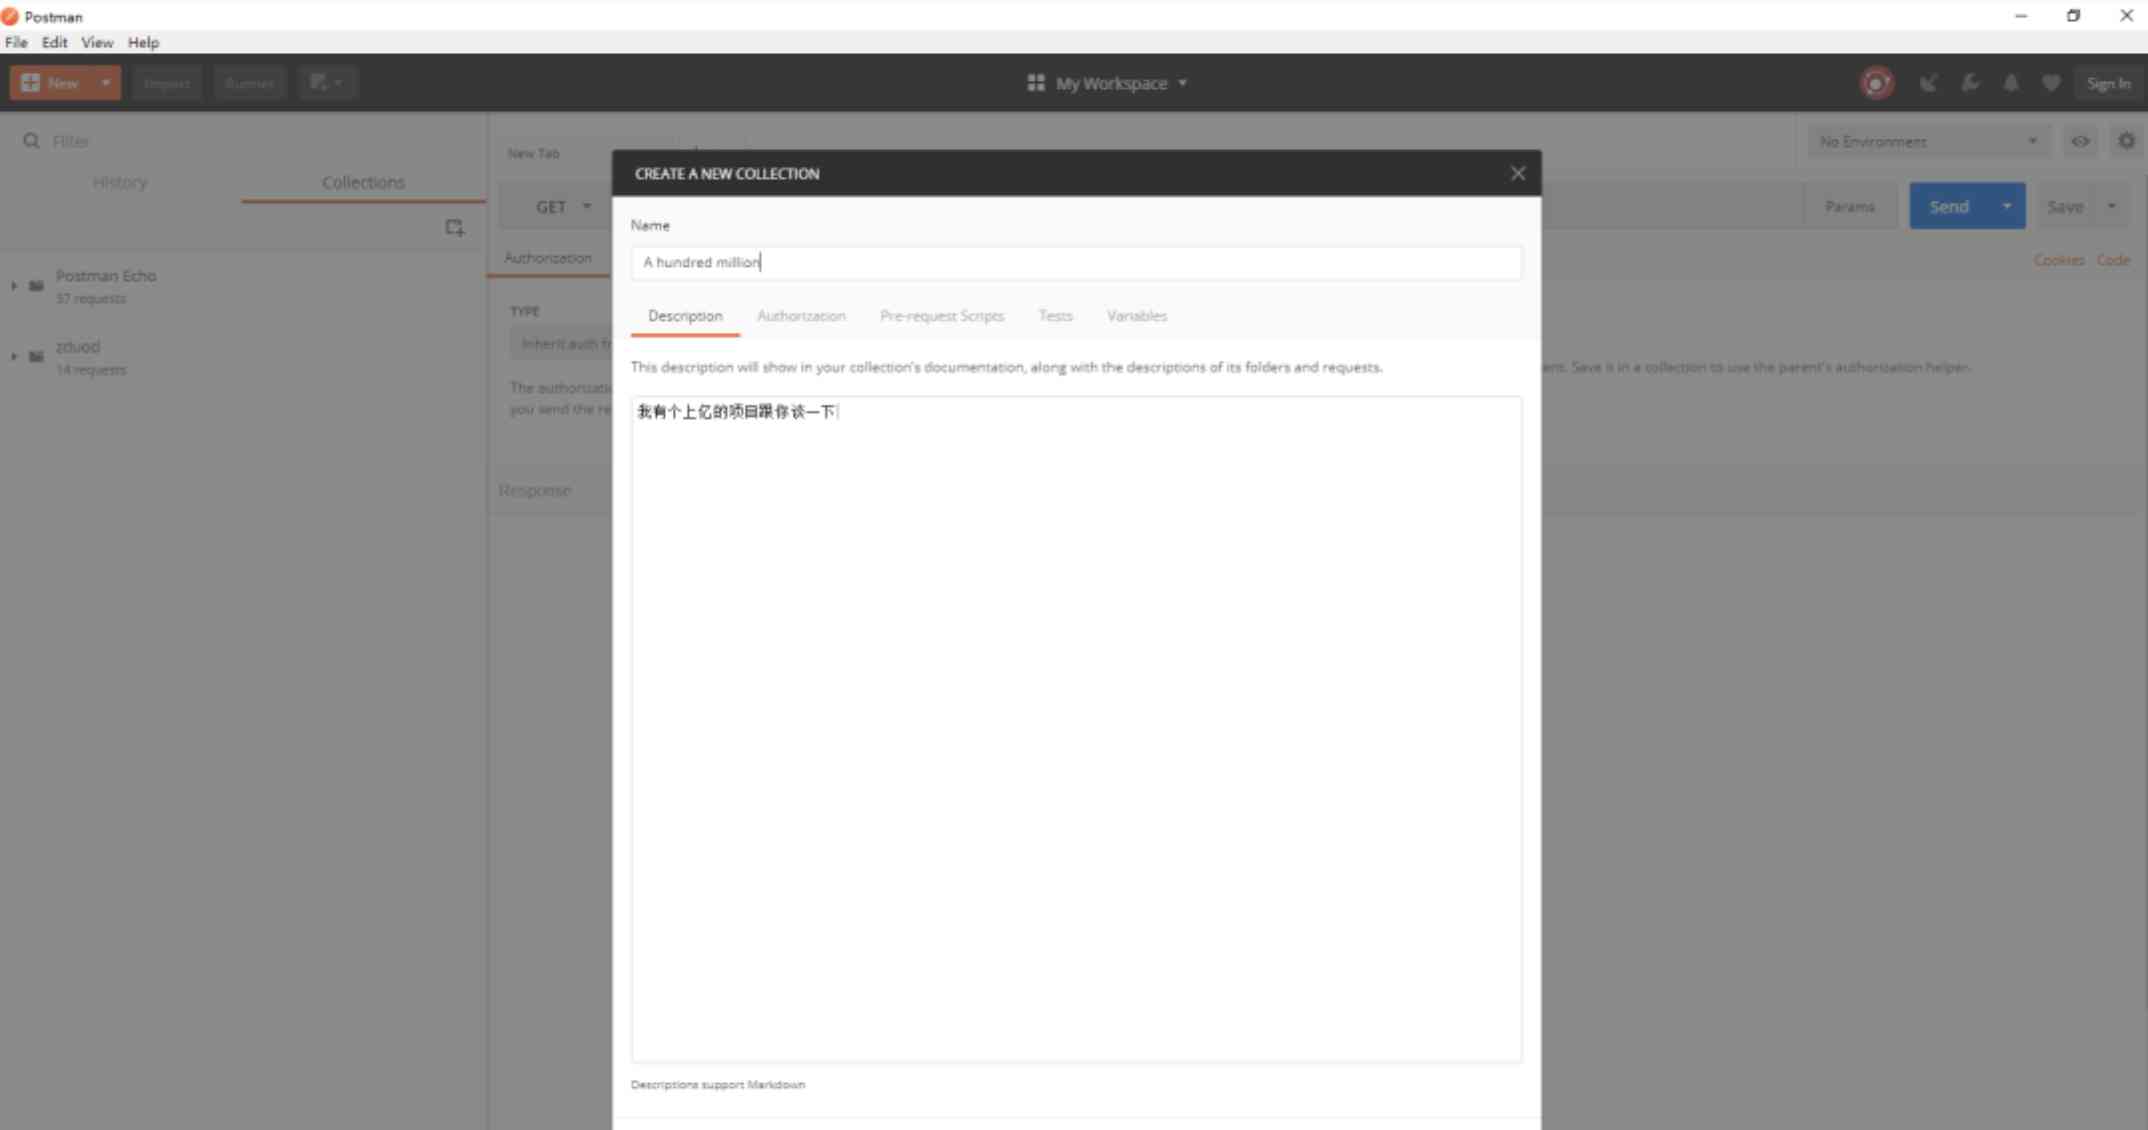 Postman
File Edit View Help
New Import Runner My Workspace Sign In
Filter
History Collections
Postman Echo
37 requests
zduod
14 requests
New Tab
No Environment
GET Params Send Save
Authorization Cookies Code
TYPE
Inherit auth fr
The authorizatio
you send the re
ent. Save it in a collection to use the parent's authorization helper.
Response
CREATE A NEW COLLECTION
Name
A hundred million
Description Authorization Pre-request Scripts Tests Variables
This description will show in your collection's documentation, along with the descriptions of its folders and requests.
我有个上亿的项目跟你谈一下
Descriptions support Markdown